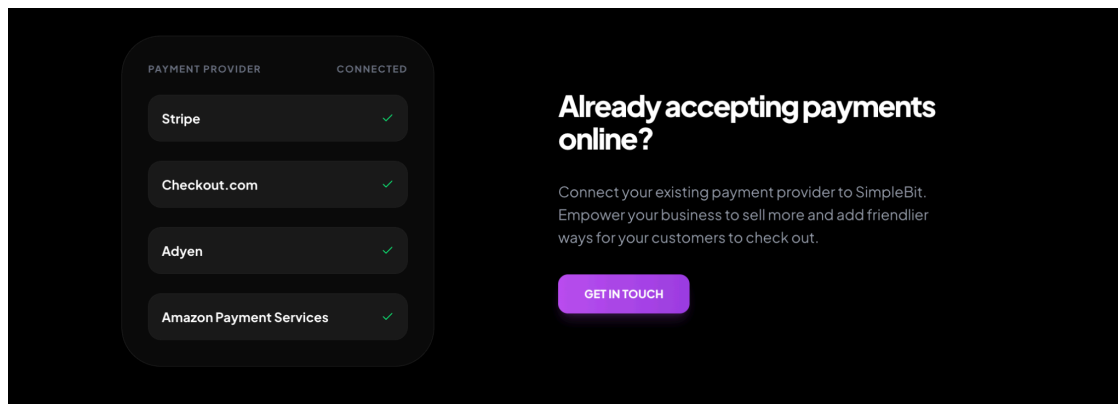 PAYMENT PROVIDER CONNECTED
Stripe
Checkout.com
Adyen
Amazon Payment Services
Already accepting payments
online?
Connect your existing payment provider to SimpleBit.
Empower your business to sell more and add friendlier
ways for your customers to check out.
GET IN TOUCH